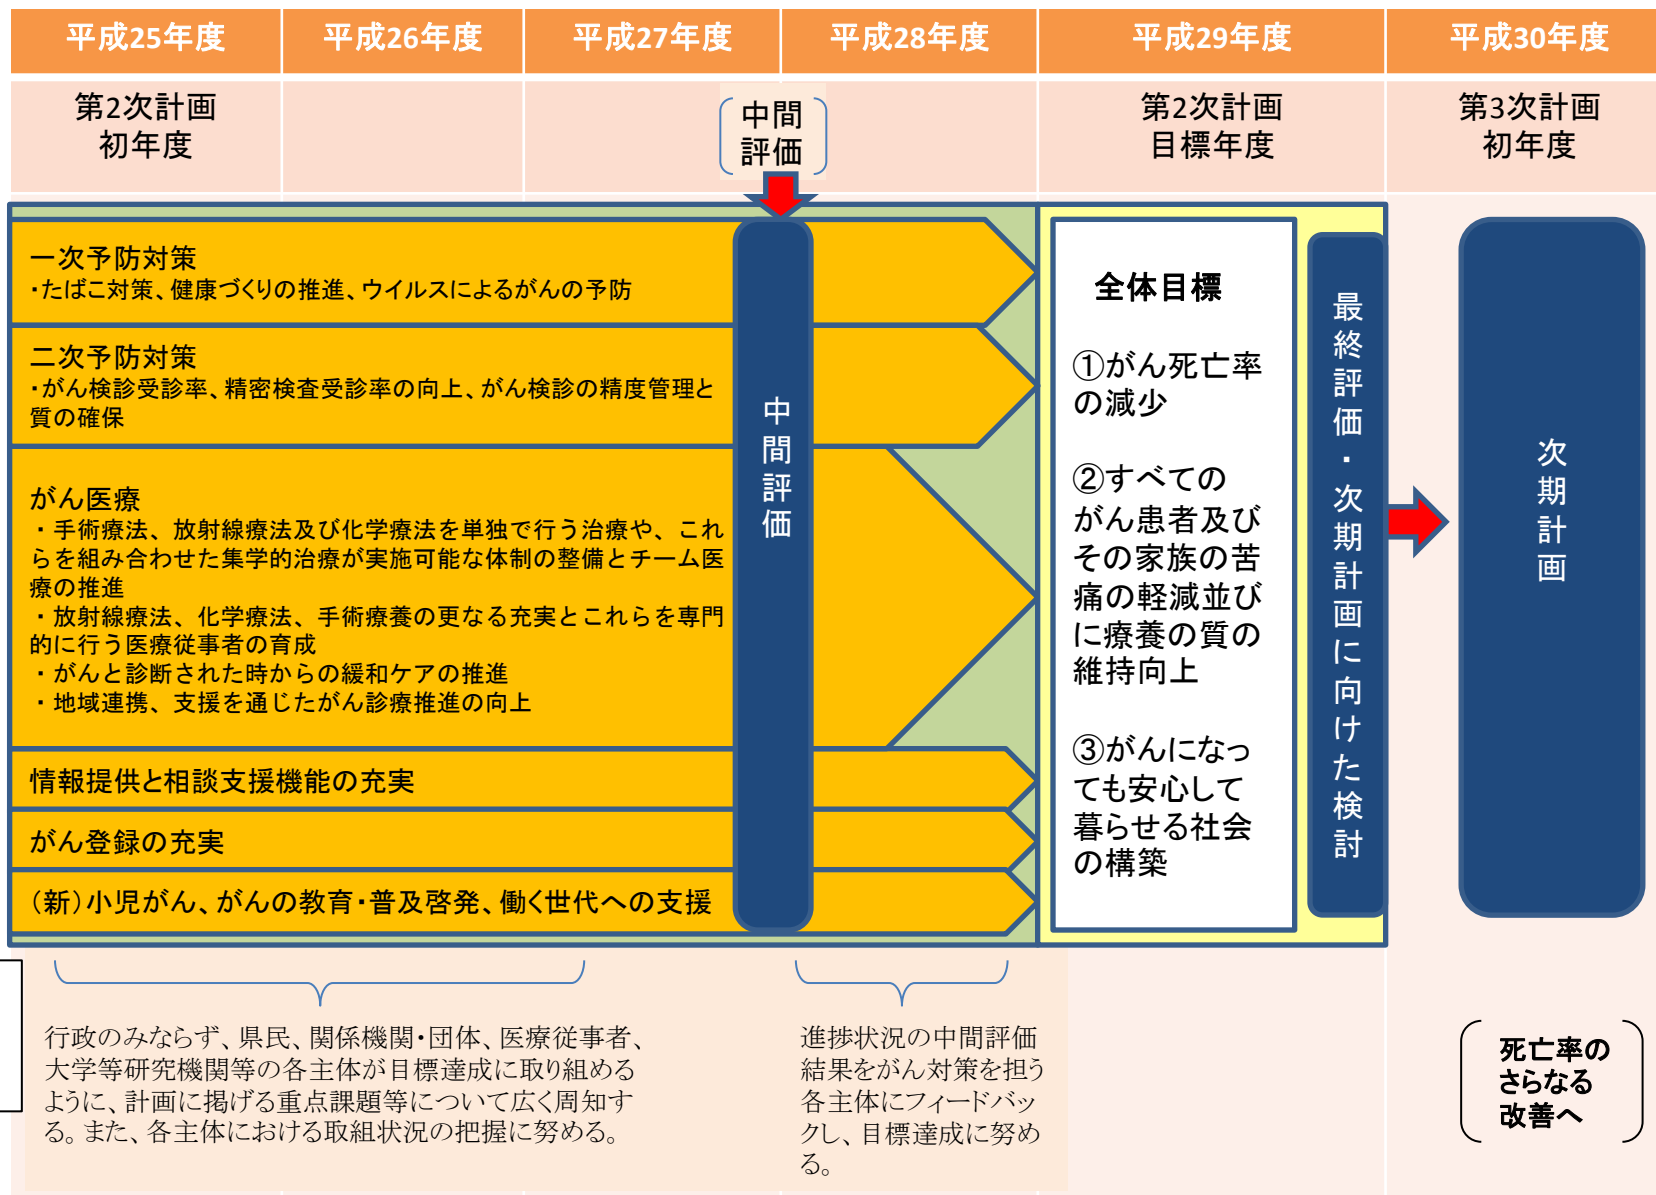 平成25年度
平成26年度
平成27年度
平成28年度
平成29年度
平成30年度
第2次計画
初年度
中間
評価
第2次計画
目標年度
第3次計画
初年度
一次予防対策
・たばこ対策、健康づくりの推進、ウイルスによるがんの予防
二次予防対策
・がん検診受診率、精密検査受診率の向上、がん検診の精度管理と
質の確保
がん医療
・手術療法、放射線療法及び化学療法を単独で行う治療や、これ
らを組み合わせた集学的治療が実施可能な体制の整備とチーム医
療の推進
・放射線療法、化学療法、手術療養の更なる充実とこれらを専門
的に行う医療従事者の育成
・がんと診断された時からの緩和ケアの推進
・地域連携、支援を通じたがん診療推進の向上
情報提供と相談支援機能の充実
がん登録の充実
（新）小児がん、がんの教育・普及啓発、働く世代への支援
中間評価
全体目標
①がん死亡率
の減少
②すべての
がん患者及び
その家族の苦
痛の軽減並び
に療養の質の
維持向上
③がんになっ
ても安心して
暮らせる社会
の構築
最終評価・次期計画に向けた検討
次期計画
行政のみならず、県民、関係機関・団体、医療従事者、
大学等研究機関等の各主体が目標達成に取り組める
ように、計画に掲げる重点課題等について広く周知す
る。また、各主体における取組状況の把握に努める。
進捗状況の中間評価
結果をがん対策を担う
各主体にフィードバッ
クし、目標達成に努め
る。
死亡率の
さらなる
改善へ